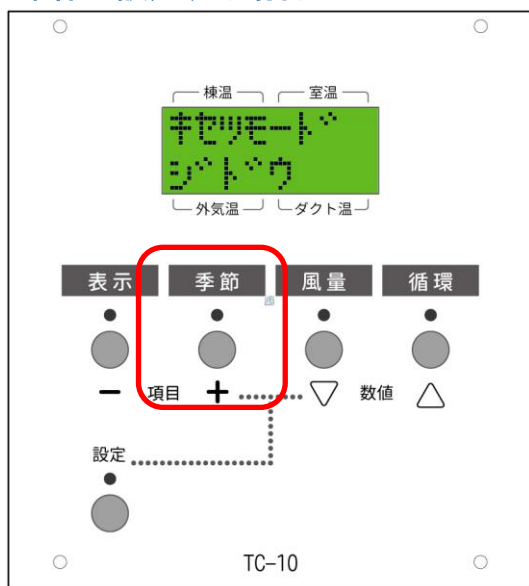 棟温 室温
キセツモード
ジドウ
外気温 ダクト温
表示 季節 風量 循環
− 項目 + ▽ 数値 △
設定
TC−10